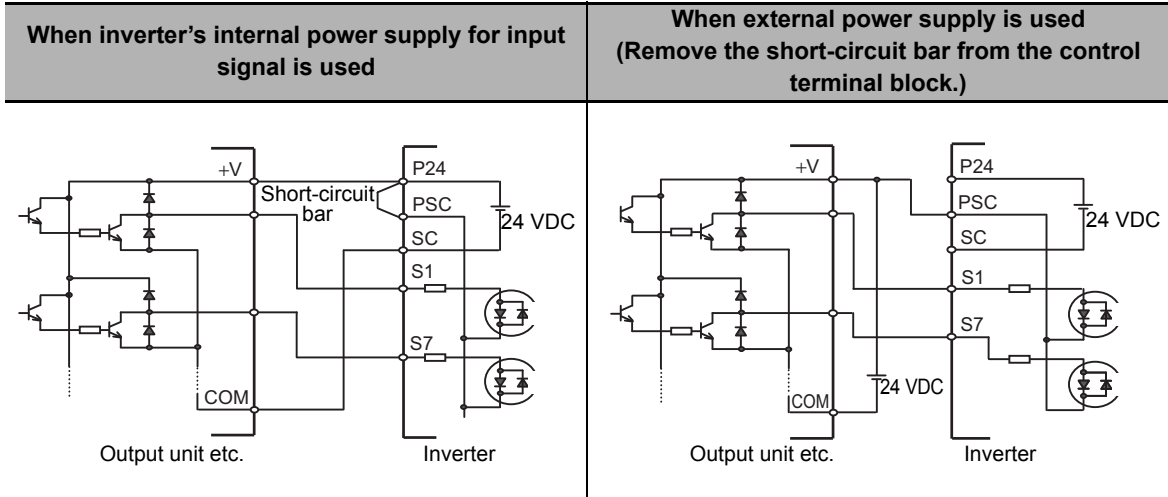 When inverter's internal power supply for input
signal is used
When external power supply is used
(Remove the short-circuit bar from the control
terminal block.)
+V
Short-circuit
bar
COM
P24
PSC
SC
S1
S7
24 VDC
Output unit etc.
Inverter
+V
COM
24 VDC
P24
PSC
SC
S1
S7
24 VDC
Output unit etc.
Inverter